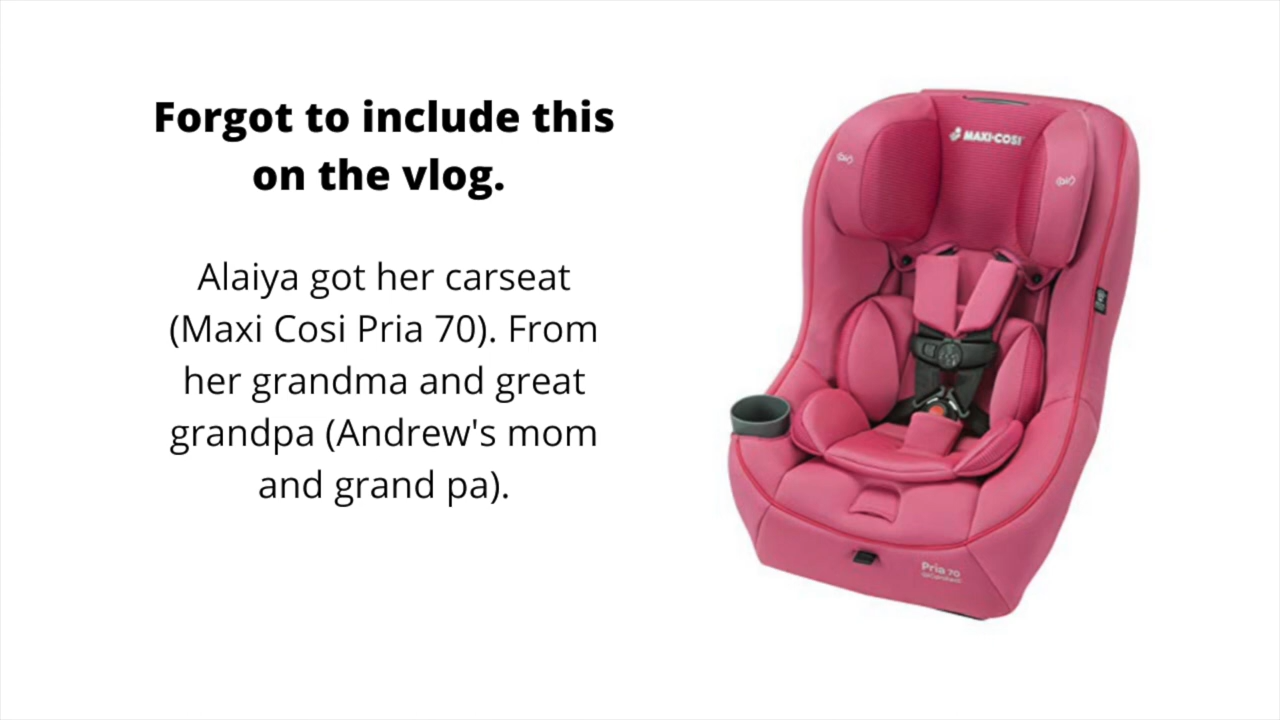 Forgot to include this
on the vlog.
Alaiya got her carseat
(Maxi Cosi Pria 70). From
her grandma and great
grandpa (Andrew's mom
and grand pa).
MAXI-COSI
Pria 70